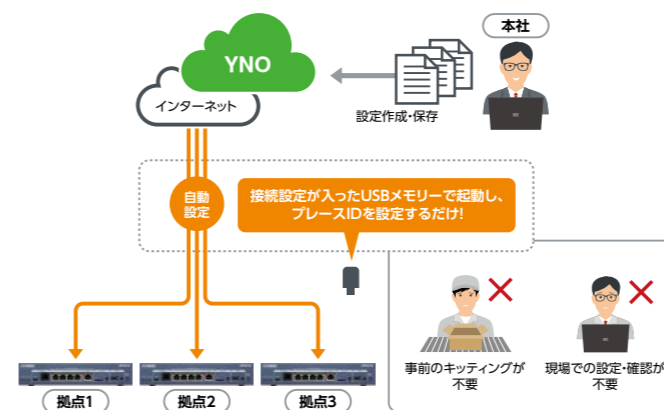 本社
YNO
インターネット
設定作成・保存
自動
設定
接続設定が入ったUSBメモリーで起動し、
プレースIDを設定するだけ!
事前のキッティングが
不要
現場での設定・確認が
不要
拠点1
拠点2
拠点3